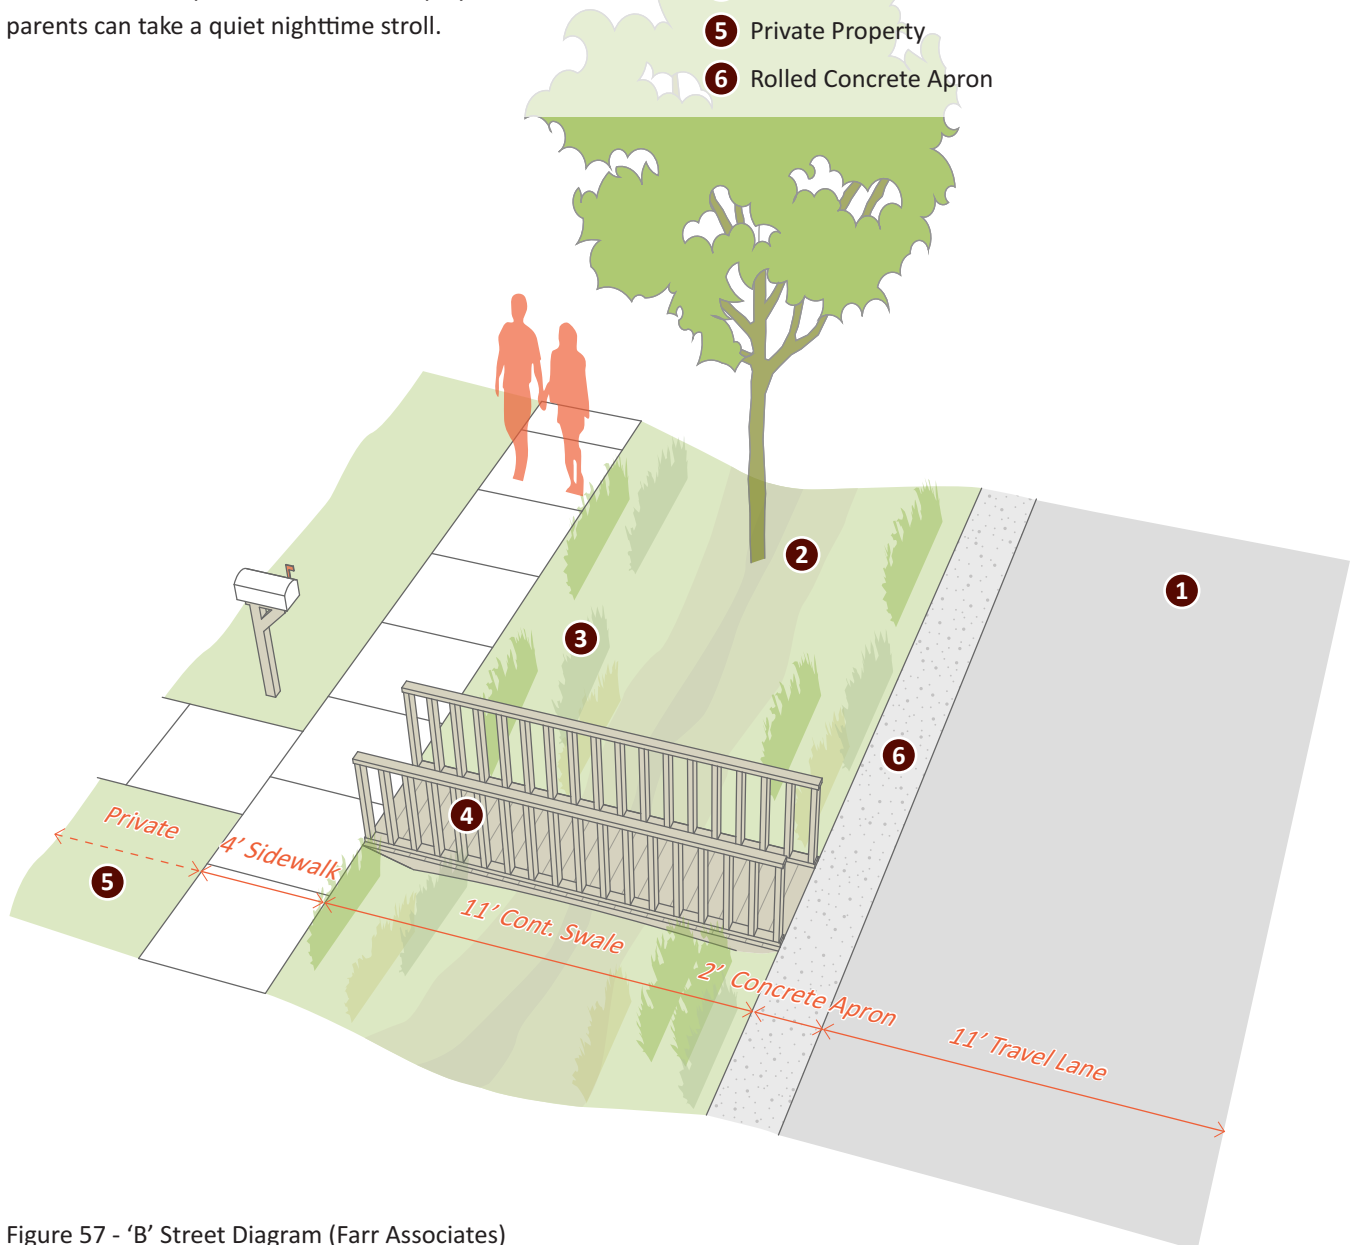 parents can take a quiet nighttime stroll.
5 Private Property
6 Rolled Concrete Apron
2
1
3
6
4
Private
4’ Sidewalk
5
11’ Cont. Swale
2’ Concrete Apron
11’ Travel Lane
Figure 57 - ‘B’ Street Diagram (Farr Associates)